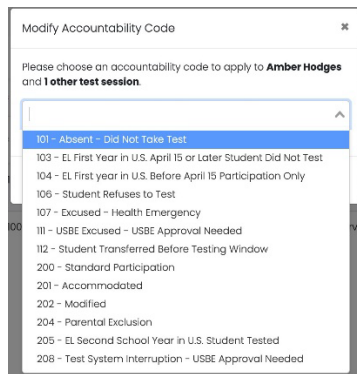 Modify Accountability Code
Please choose an accountability code to apply to Amber Hodges
and 1 other test session.
101 - Absent - Did Not Take Test
103 - EL First Year in U.S. April 15 or Later Student Did Not Test
104 - EL First year in U.S. Before April 15 Participation Only
106 - Student Refuses to Test
107 - Excused - Health Emergency
111 - USBE Excused - USBE Approval Needed
112 - Student Transferred Before Testing Window
200 - Standard Participation
201 - Accommodated
202 - Modified
204 - Parental Exclusion
205 - EL Second School Year in U.S. Student Tested
208 - Test System Interruption - USBE Approval Needed